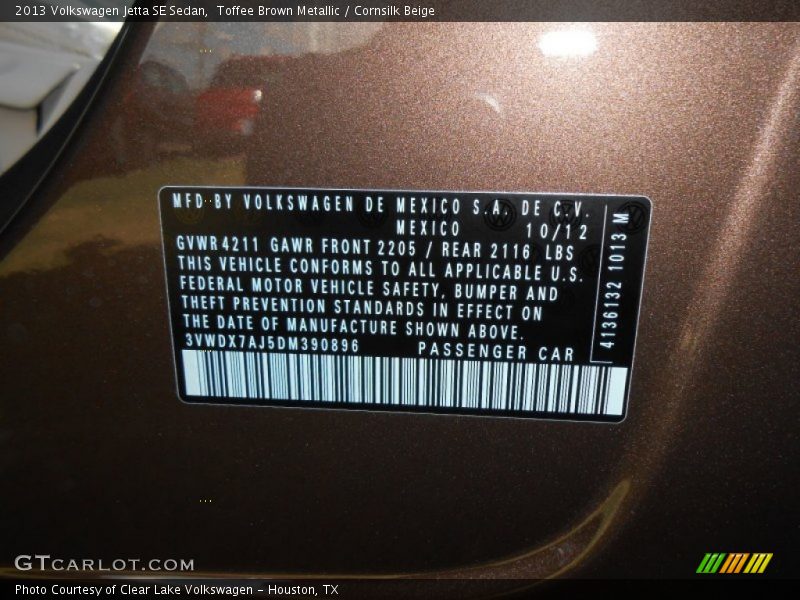 2013 Volkswagen Jetta SE Sedan,  Toffee Brown Metallic / Cornsilk Beige
MFD BY VOLKSWAGEN DE MEXICO S.A. DE C.V.
MEXICO 10/12
GVWR 4211 GAWR FRONT 2205 / REAR 2116 LBS
THIS VEHICLE CONFORMS TO ALL APPLICABLE U.S.
FEDERAL MOTOR VEHICLE SAFETY, BUMPER AND
THEFT PREVENTION STANDARDS IN EFFECT ON
THE DATE OF MANUFACTURE SHOWN ABOVE.
3VWDX7AJ5DM390896 PASSENGER CAR
4136132 1013 M
GTCARLOT.COM
Photo Courtesy of Clear Lake Volkswagen - Houston, TX